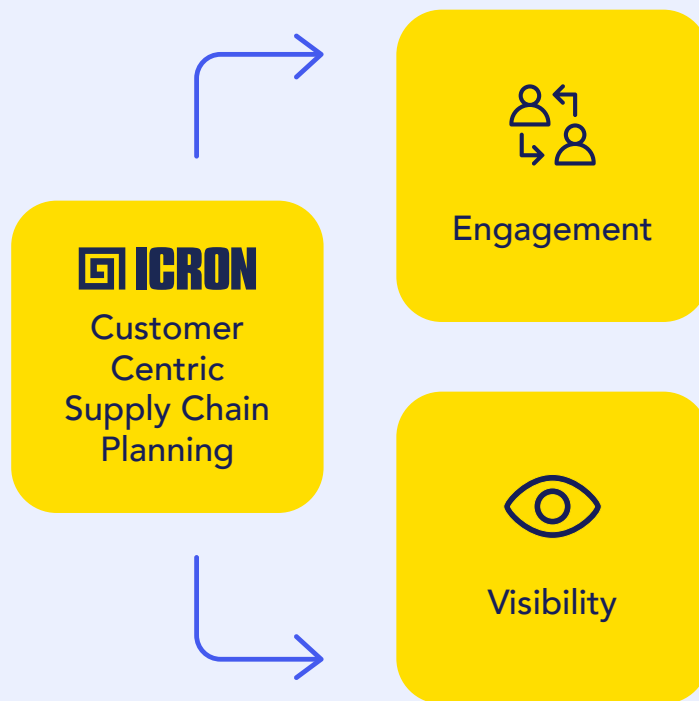 ICRON
Customer
Centric
Supply Chain
Planning
Engagement
Visibility